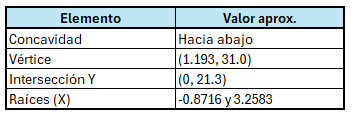 Elemento Valor aprox.
Concavidad Hacia abajo
Vértice (1.193, 31.0)
Intersección Y (0, 21.3)
Raíces (X) -0.8716 y 3.2583